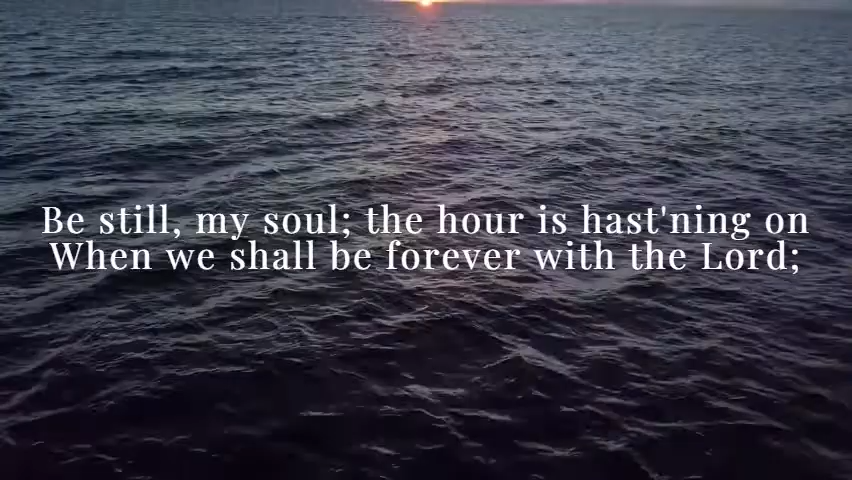 Be still, my soul; the hour is hast'ning on
When we shall be forever with the Lord;